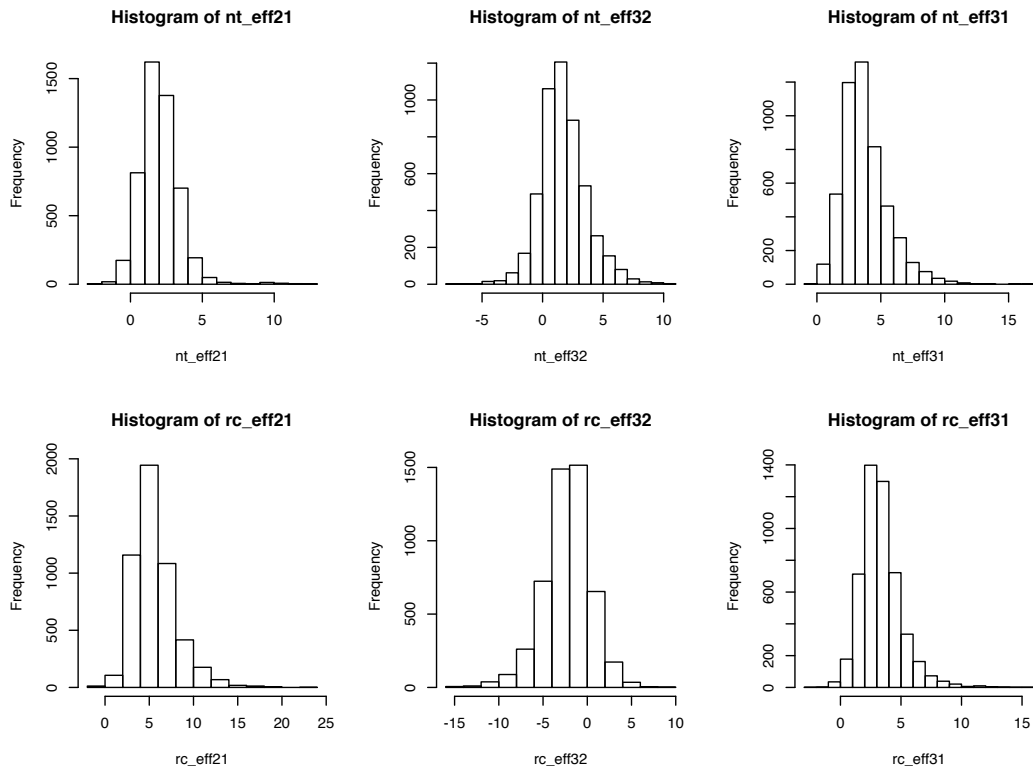 Histogram of nt_eff21
Frequency
0
500
1000
1500
0
5
10
nt_eff21
Histogram of nt_eff32
Frequency
0
200
600
1000
-5
0
5
10
nt_eff32
Histogram of nt_eff31
Frequency
0
200
600
1000
0
5
10
15
nt_eff31
Histogram of rc_eff21
Frequency
0
500
1000
1500
2000
0
5
10
15
20
25
rc_eff21
Histogram of rc_eff32
Frequency
0
500
1000
1500
-15
-10
-5
0
5
10
rc_eff32
Histogram of rc_eff31
Frequency
0
200
600
1000
1400
0
5
10
15
rc_eff31